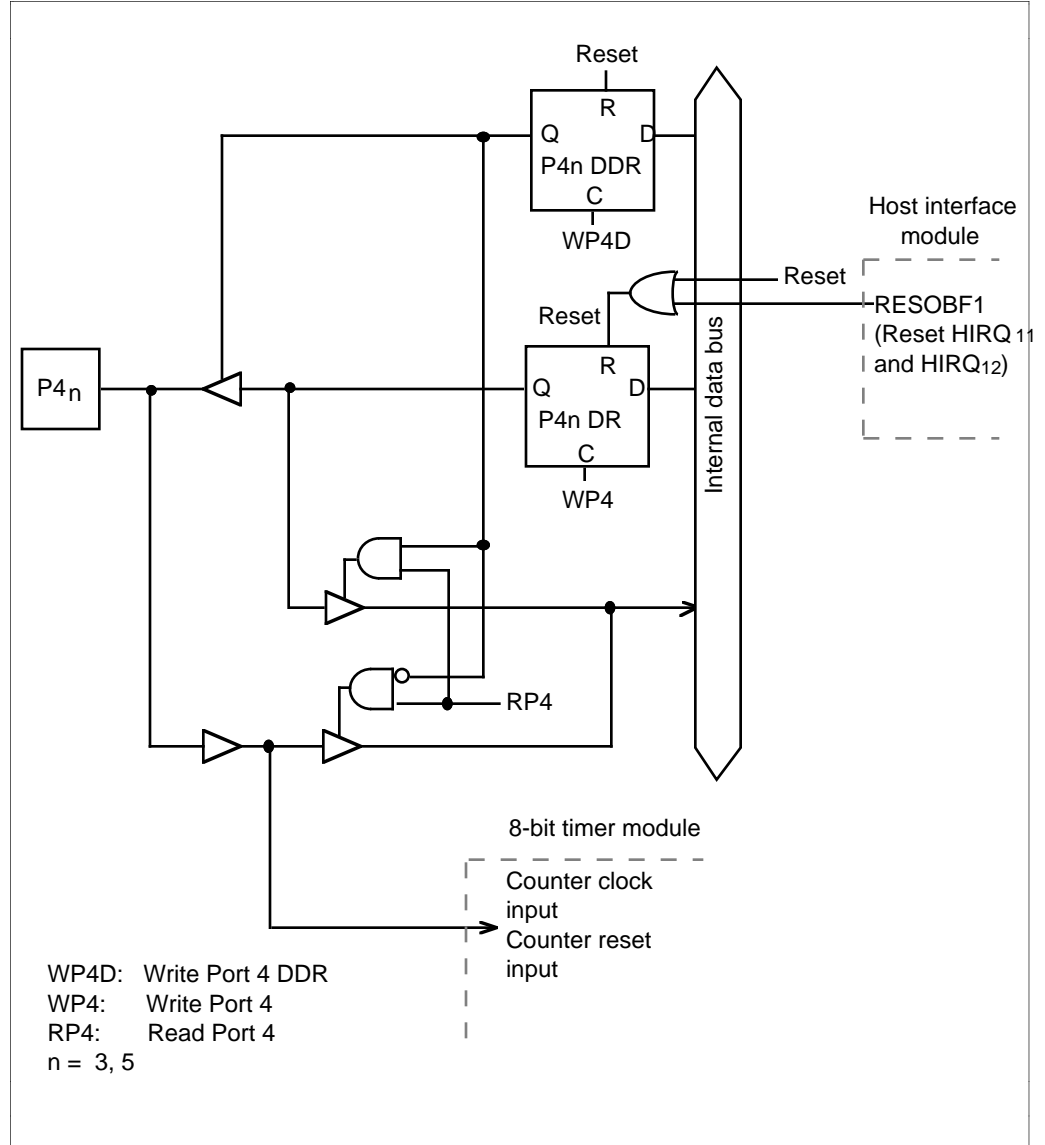 Reset
R
Q
D
P4n DDR
C
WP4D
Host interface
module
Reset
RESOBF1
(Reset HIRQ 11
and HIRQ12)
Reset
R
Q
D
P4n DR
C
WP4
P4n
Internal data bus
RP4
8-bit timer module
Counter clock
input
Counter reset
input
WP4D: Write Port 4 DDR
WP4: Write Port 4
RP4: Read Port 4
n = 3, 5